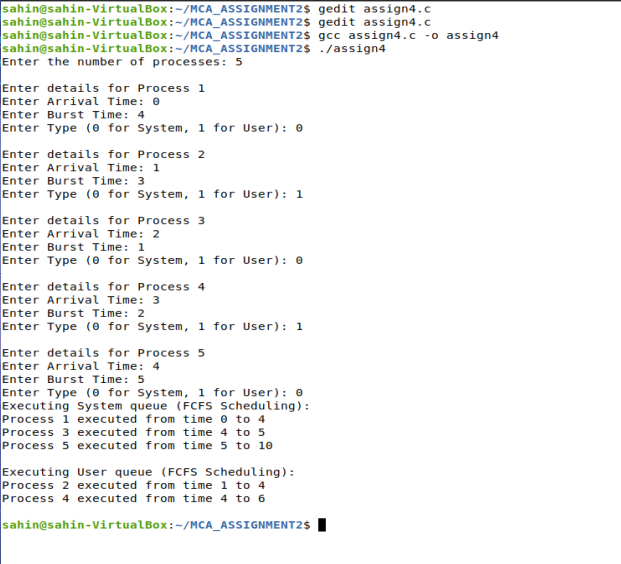 sahin@sahin-VirtualBox:~/MCA_ASSIGNMENT2$ gedit assign4.c
sahin@sahin-VirtualBox:~/MCA_ASSIGNMENT2$ gedit assign4.c
sahin@sahin-VirtualBox:~/MCA_ASSIGNMENT2$ gcc assign4.c -o assign4
sahin@sahin-VirtualBox:~/MCA_ASSIGNMENT2$ ./assign4
Enter the number of processes: 5

Enter details for Process 1
Enter Arrival Time: 0
Enter Burst Time: 4
Enter Type (0 for System, 1 for User): 0

Enter details for Process 2
Enter Arrival Time: 1
Enter Burst Time: 3
Enter Type (0 for System, 1 for User): 1

Enter details for Process 3
Enter Arrival Time: 2
Enter Burst Time: 1
Enter Type (0 for System, 1 for User): 0

Enter details for Process 4
Enter Arrival Time: 3
Enter Burst Time: 2
Enter Type (0 for System, 1 for User): 1

Enter details for Process 5
Enter Arrival Time: 4
Enter Burst Time: 5
Enter Type (0 for System, 1 for User): 0
Executing System queue (FCFS Scheduling):
Process 1 executed from time 0 to 4
Process 3 executed from time 4 to 5
Process 5 executed from time 5 to 10

Executing User queue (FCFS Scheduling):
Process 2 executed from time 1 to 4
Process 4 executed from time 4 to 6

sahin@sahin-VirtualBox:~/MCA_ASSIGNMENT2$